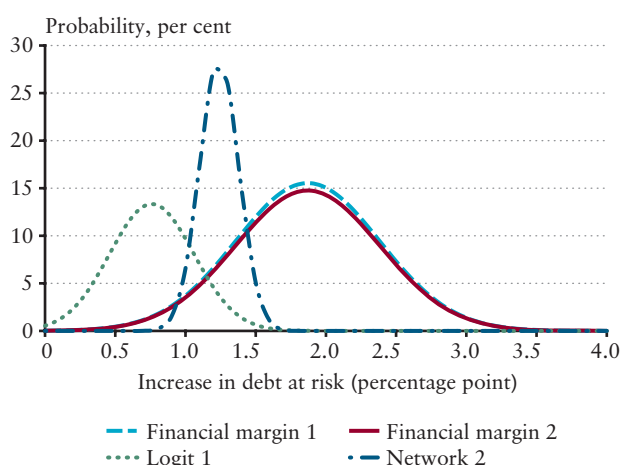 Probability, per cent
30
25
20
15
10
5
0
0 0.5 1.0 1.5 2.0 2.5 3.0 3.5 4.0
Increase in debt at risk (percentage point)
Financial margin 1 Financial margin 2
Logit 1 Network 2